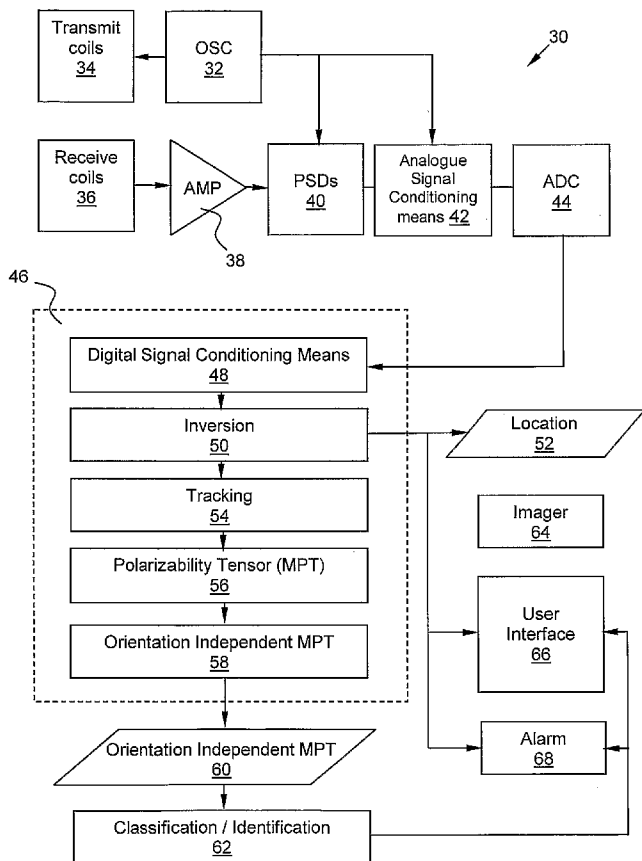 Transmit
coils
34
OSC
32
30
Receive
coils
36
AMP
38
PSDs
40
Analogue
Signal
Conditioning
means 42
ADC
44
46
Digital Signal Conditioning Means
48
Inversion
50
Location
52
Tracking
54
Imager
64
Polarizability Tensor (MPT)
56
User
Interface
66
Orientation Independent MPT
58
Orientation Independent MPT
60
Alarm
68
Classification / Identification
62